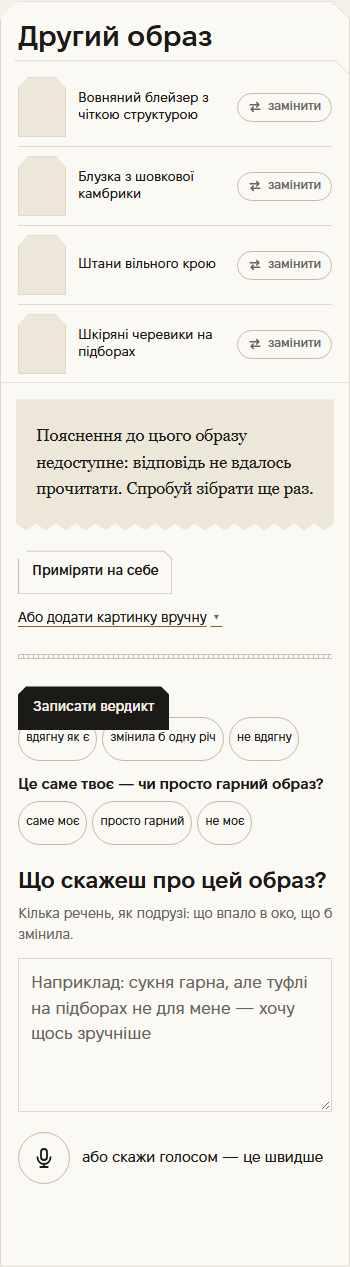 Другий образ
Вовняний блейзер з
чіткою структурою
замінити
Блузка з шовкової
камбрики
замінити
Штани вільного крою
замінити
Шкіряні черевики на
підборах
замінити
Пояснення до цього образу
недоступне: відповідь не вдалось
прочитати. Спробуй зібрати ще раз.
Приміряти на себе
Або додати картинку вручну
Записати вердикт
вдягну як є
змінила б одну річ
не вдягну
Це саме твоє — чи просто гарний образ?
саме моє
просто гарний
не моє
Що скажеш про цей образ?
Кілька речень, як подрузі: що впало в око, що б
змінила.
Наприклад: сукня гарна, але туфлі
на підборах не для мене — хочу
щось зручніше
або скажи голосом — це швидше